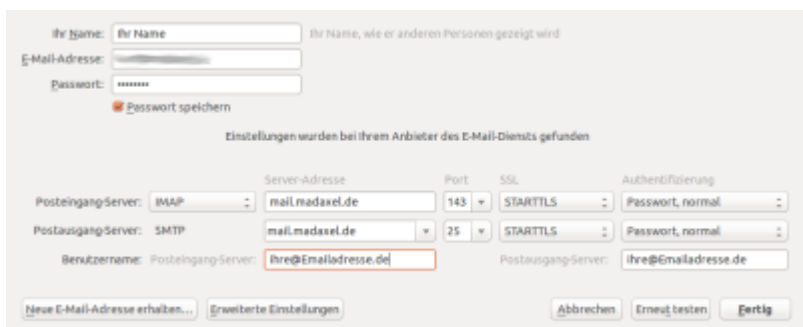 Ihr Name: Ihr Name Ihr Name, wie er anderen Personen gezeigt wird
E-Mail-Adresse:
Passwort: ••••••••
Passwort speichern
Einstellungen wurden bei Ihrem Anbieter des E-Mail-Diensts gefunden
Server-Adresse Port SSL Authentifizierung
Posteingang-Server: IMAP mail.madaxel.de 143 STARTTLS Passwort, normal
Postausgang-Server: SMTP mail.madaxel.de 25 STARTTLS Passwort, normal
Benutzername: Posteingang-Server: Ihre@Emailadresse.de Postausgang-Server: Ihre@Emailadresse.de
Neue E-Mail-Adresse erhalten... Erweiterte Einstellungen Abbrechen Erneut testen Fertig